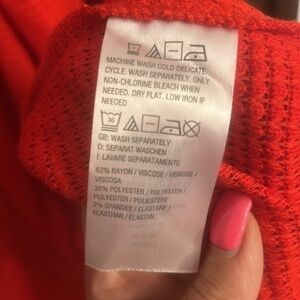 MACHINE WASH COLD DELICATE
CYCLE. WASH SEPARATELY. ONLY
NON-CHLORINE BLEACH WHEN
NEEDED. DRY FLAT. LOW IRON IF
NEEDED
30
GB: WASH SEPARATELY
D: SEPARAT WASCHEN
I: LAVARE SEPARATAMENTE
62% RAYON / VISCOSE / VISKOSE /
VISCOSA
36% POLYESTER / POLYESTER /
POLYESTER / POLIESTERE
2% SPANDEX / ELASTANE /
ELASTHAN / ELASTAN